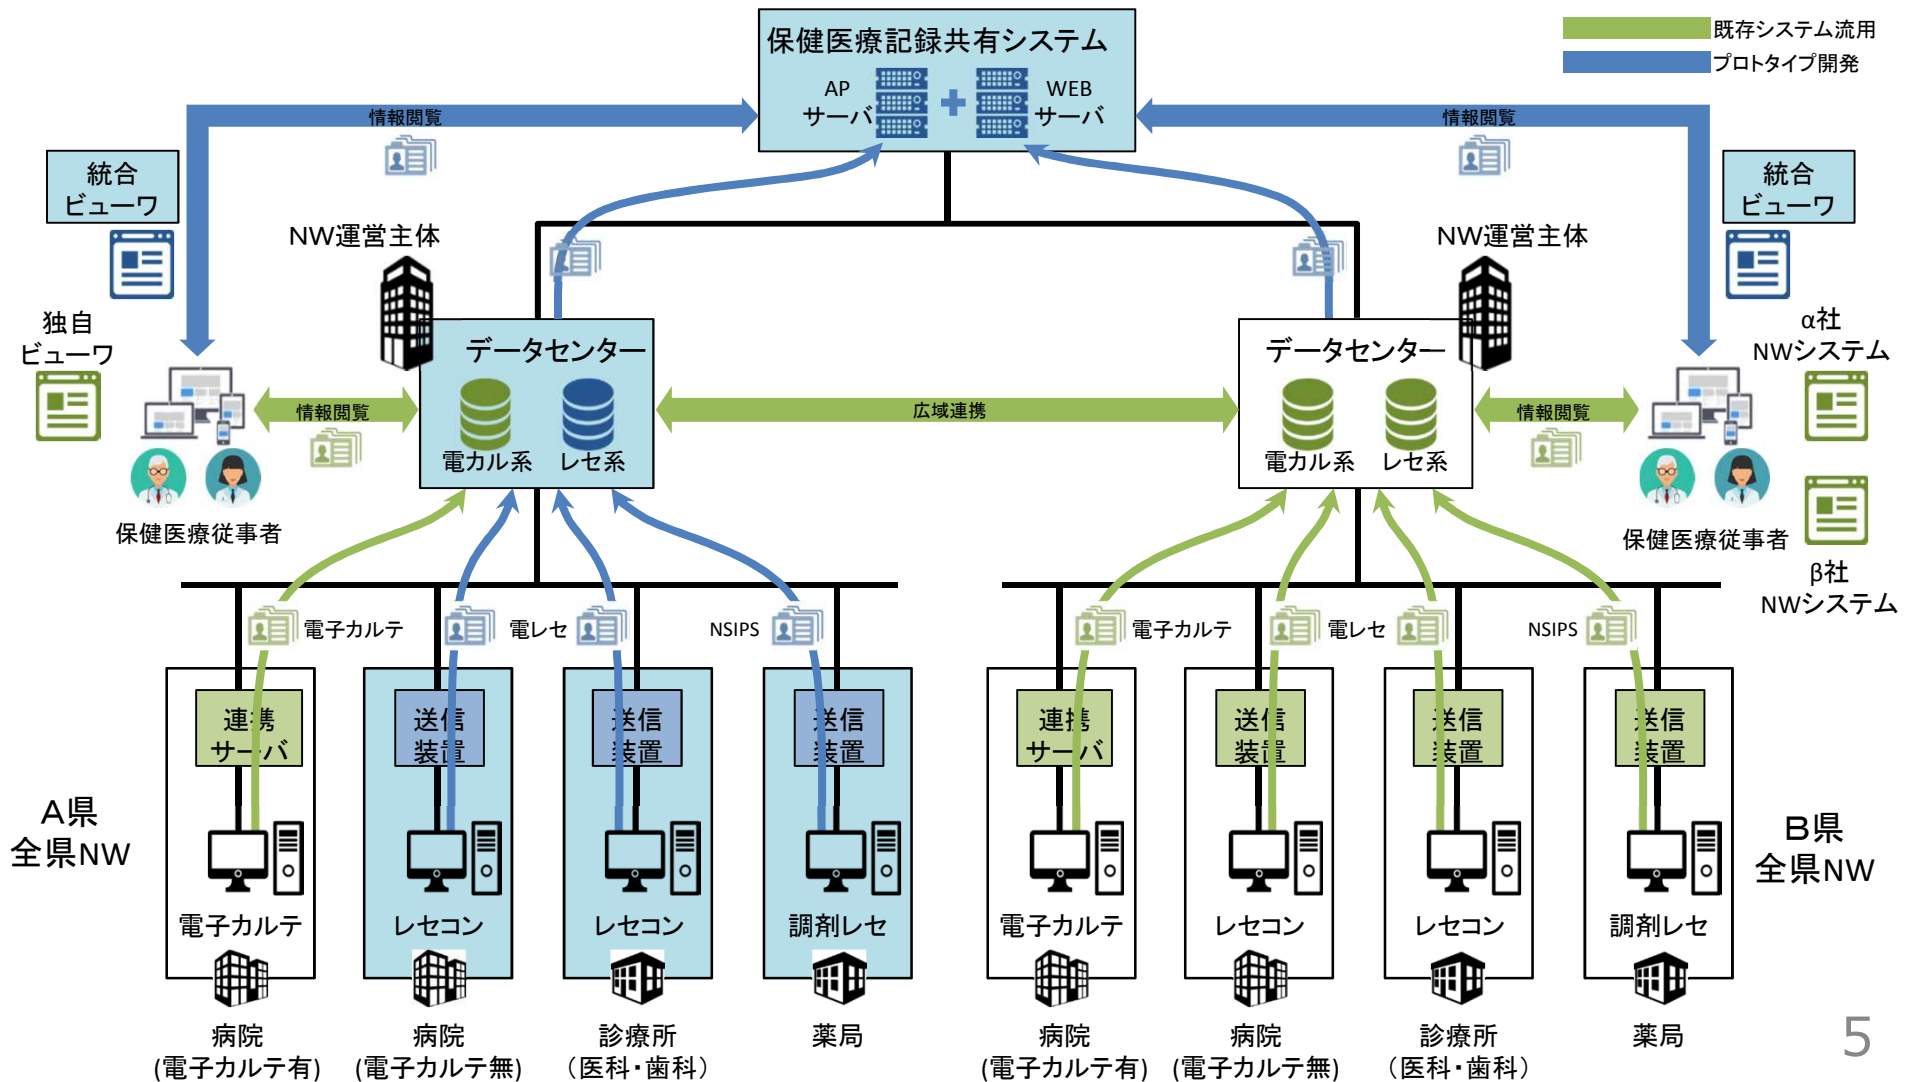 保健医療記録共有システム
AP
サーバ
WEB
サーバ
既存システム流用
プロトタイプ開発
情報閲覧
情報閲覧
統合
ビューワ
統合
ビューワ
NW運営主体
NW運営主体
独自
ビューワ
α社
NWシステム
データセンター
データセンター
情報閲覧
広域連携
情報閲覧
電カル系
レセ系
電カル系
レセ系
保健医療従事者
保健医療従事者
β社
NWシステム
電子カルテ
電レセ
NSIPS
電子カルテ
電レセ
NSIPS
連携
サーバ
送信
装置
送信
装置
送信
装置
連携
サーバ
送信
装置
送信
装置
送信
装置
A県
全県NW
B県
全県NW
電子カルテ
レセコン
レセコン
調剤レセ
電子カルテ
レセコン
レセコン
調剤レセ
病院
(電子カルテ有)
病院
(電子カルテ無)
診療所
(医科・歯科)
薬局
病院
(電子カルテ有)
病院
(電子カルテ無)
診療所
(医科・歯科)
薬局
5